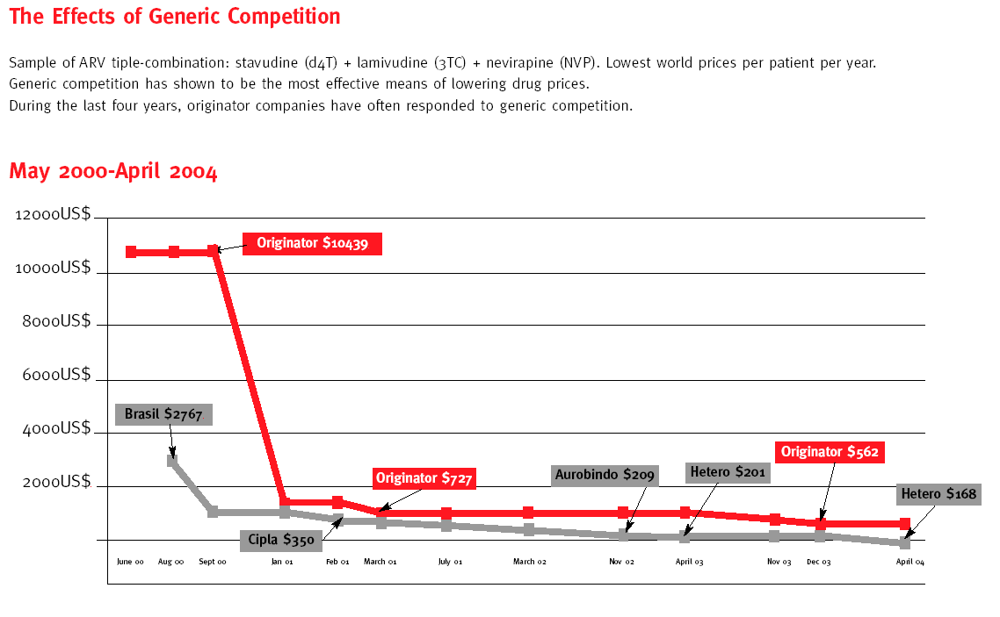 The Effects of Generic Competition
Sample of ARV tiple-combination: stavudine (d4T) + lamivudine (3TC) + nevirapine (NVP). Lowest world prices per patient per year.
Generic competition has shown to be the most effective means of lowering drug prices.
During the last four years, originator companies have often responded to generic competition.
May 2000-April 2004
12000US$
Originator $10439
10000US$
8000US$
6000US$
Brasil $2767
4000US$
Originator $562
2000US$
Originator $727
Aurobindo $209
Hetero $201
Hetero $168
Cipla $350
June 00 Aug 00 Sept 00 Jan 01 Feb 01 March 01 July 01 March 02 Nov 02 April 03 Nov 03 Dec 03 April 04